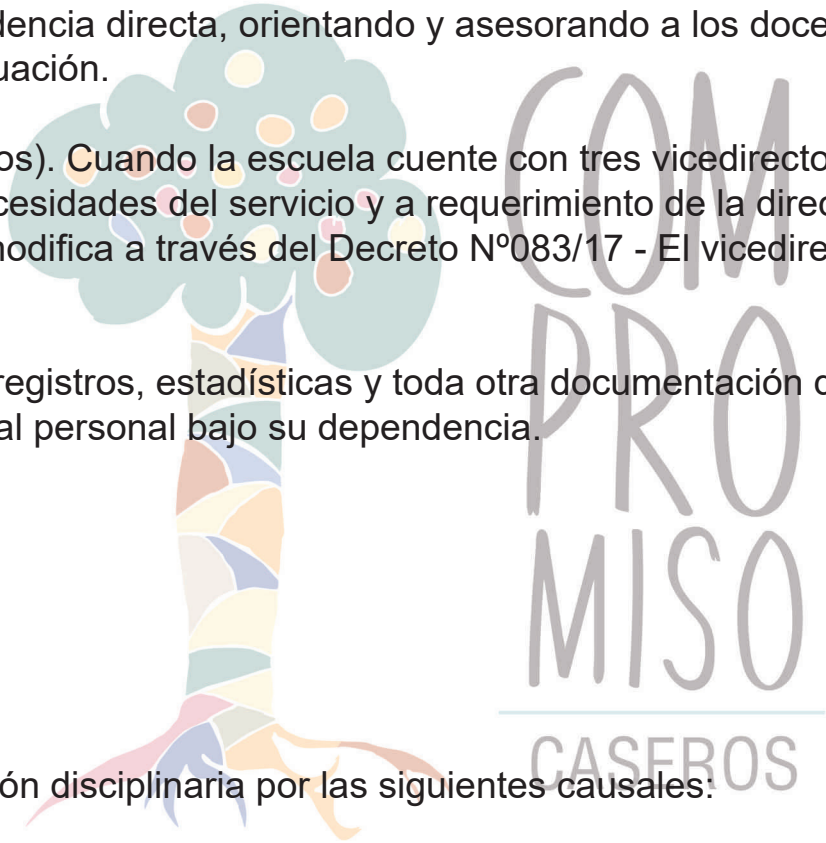 dencia directa, orientando y asesorando a los doce
uación.
os). Cuando la escuela cuente con tres vicedirecto
cesidades del servicio y a requerimiento de la direc
modifica a través del Decreto Nº083/17 - El vicedire
registros, estadísticas y toda otra documentación
al personal bajo su dependencia.
ón disciplinaria por las siguientes causales:
COM
PRO
MISO
CASEROS